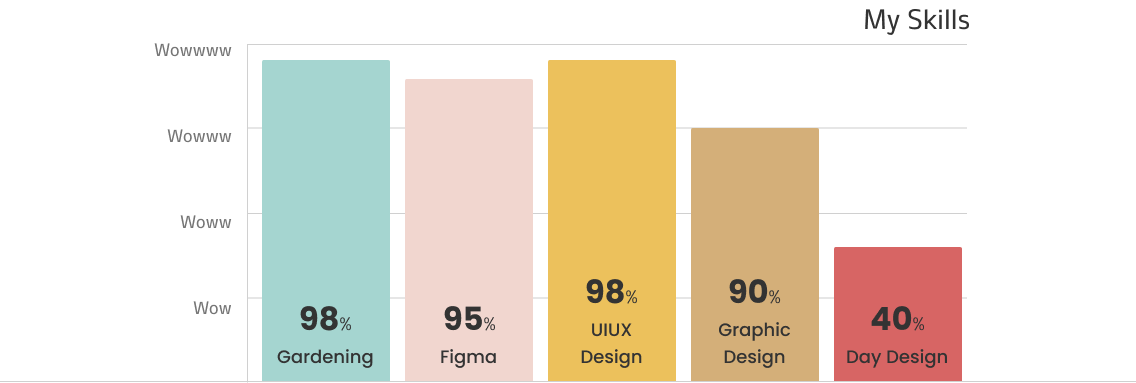 My Skills
Wowwww
Wowww
Woww
Wow
98%
Gardening
95%
Figma
98%
UIUX
Design
90%
Graphic
Design
40%
Day Design